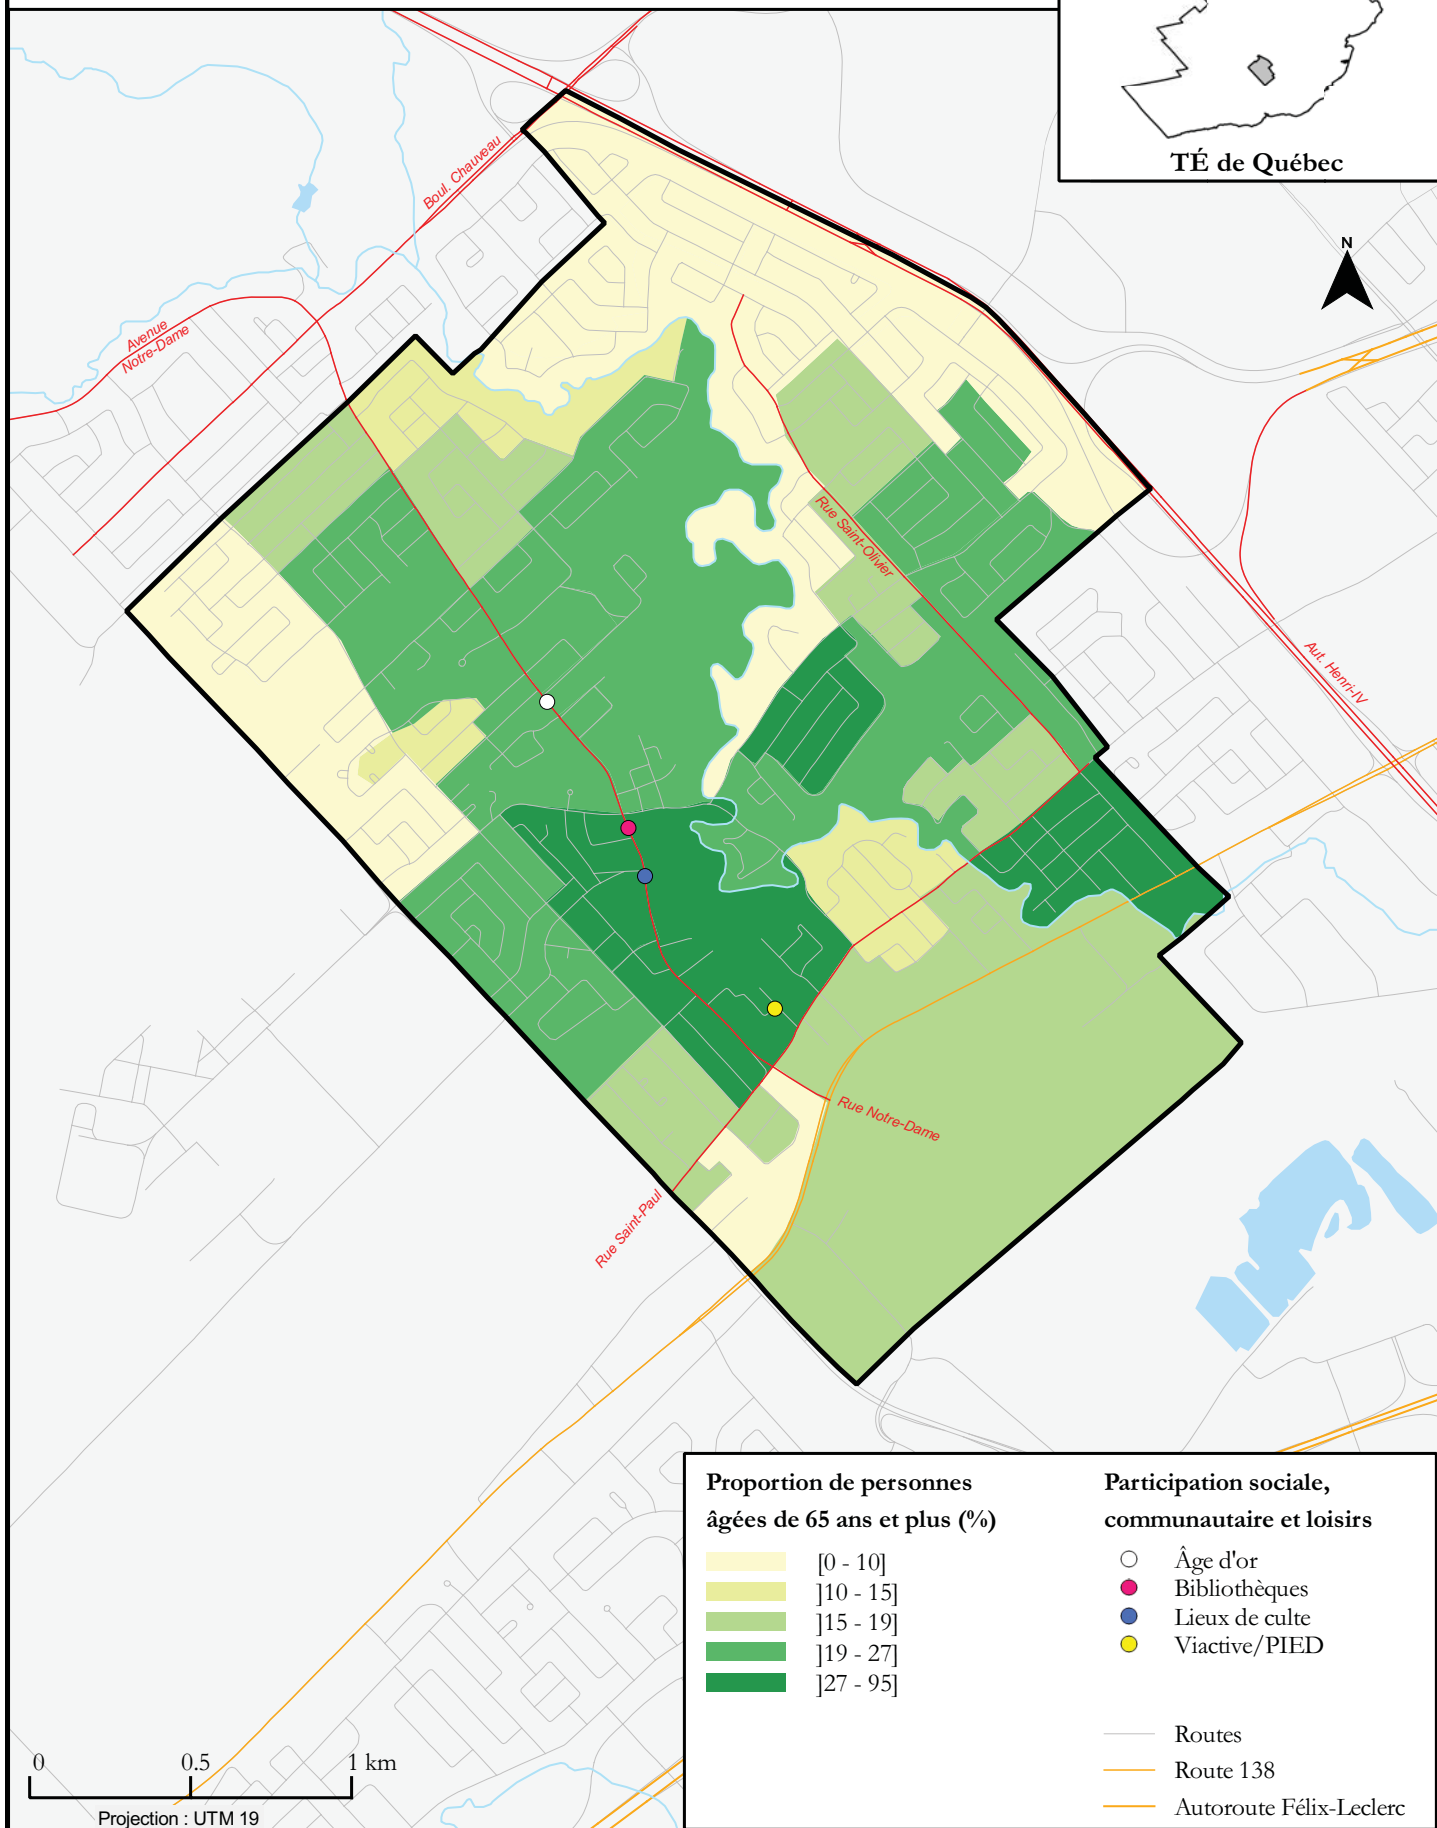 TÉ de Québec
N
Boul. Chauveau
Avenue
Notre-Dame
Rue Saint-Olivier
Aut. Henri-IV
Rue Notre-Dame
Rue Saint-Paul
Proportion de personnes
âgées de 65 ans et plus (%)
[0 - 10]
]10 - 15]
]15 - 19]
]19 - 27]
]27 - 95]
Participation sociale,
communautaire et loisirs
Âge d'or
Bibliothèques
Lieux de culte
Viactive/PIED
Routes
Route 138
Autoroute Félix-Leclerc
0 0.5 1 km
Projection : UTM 19